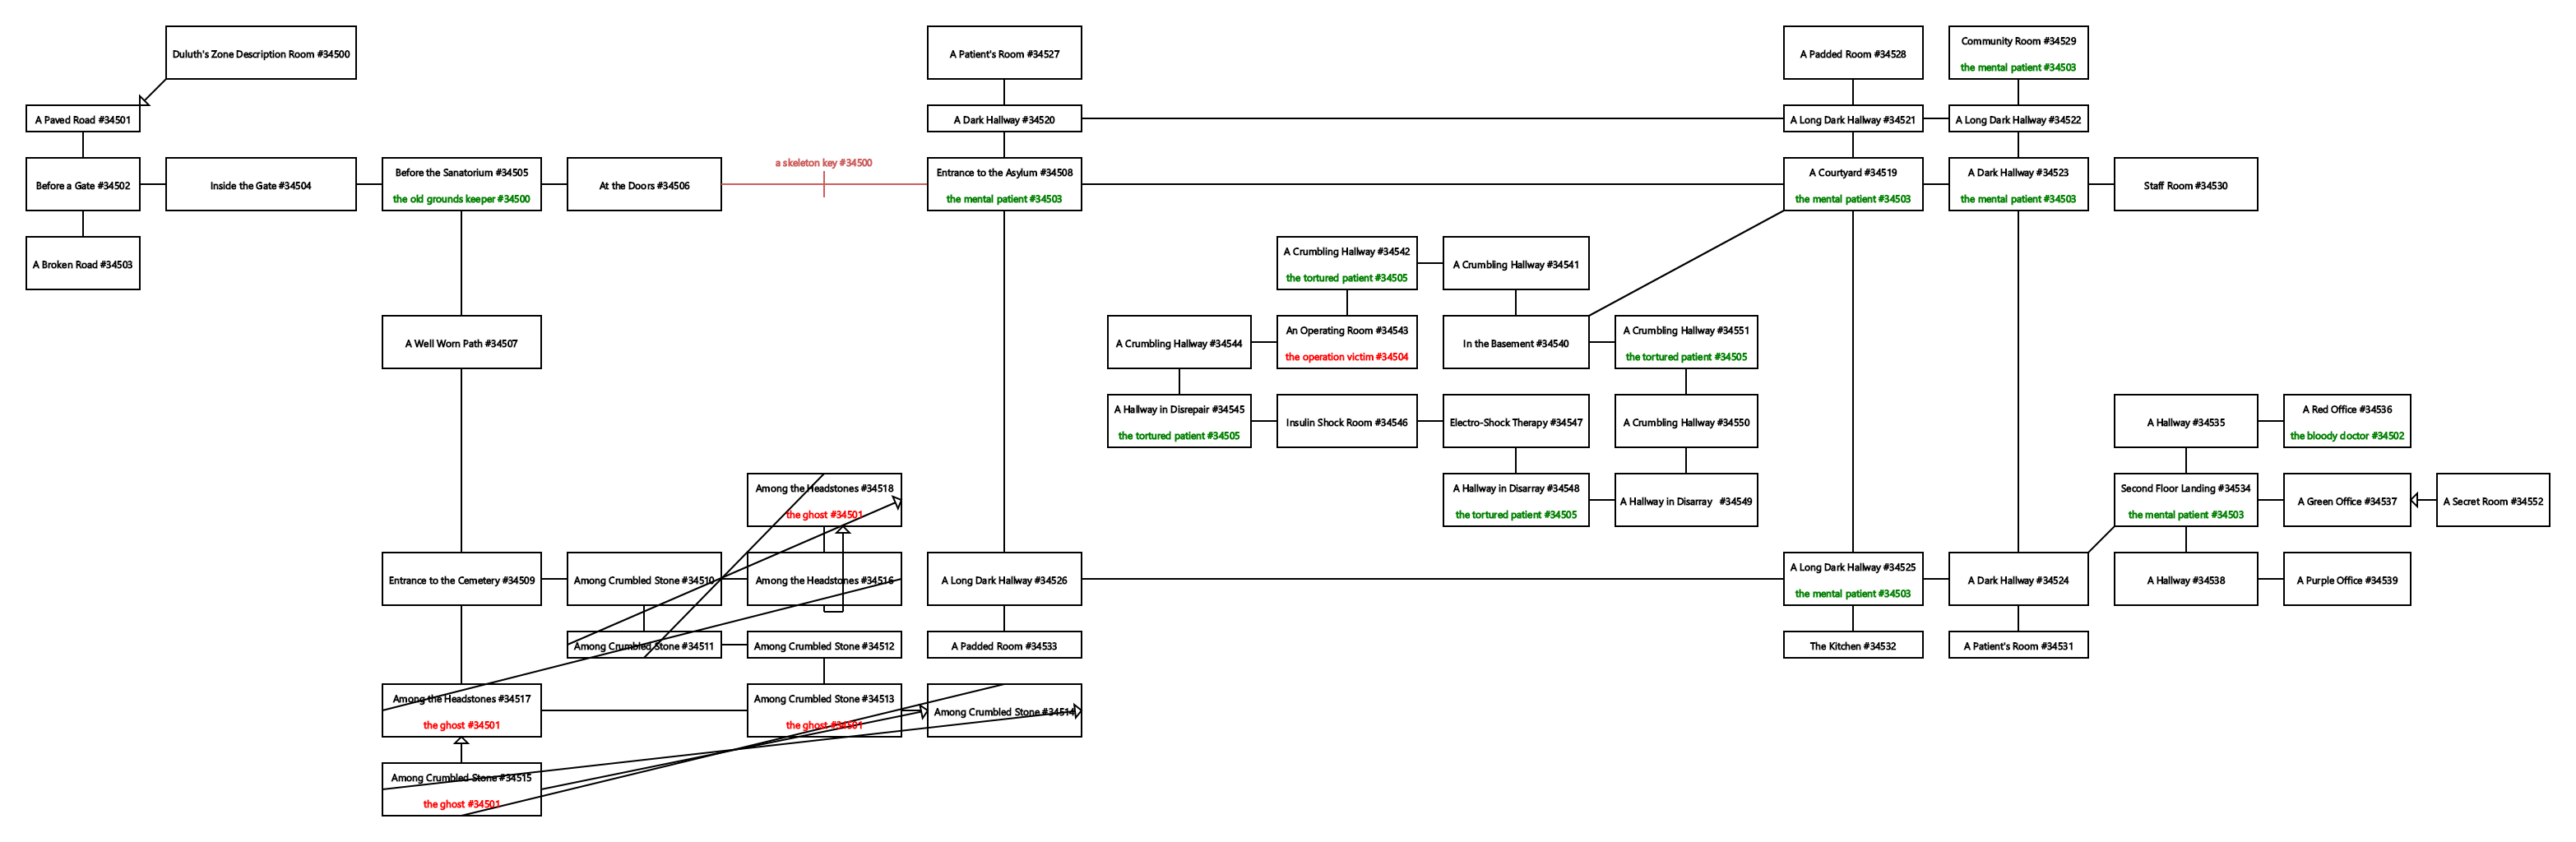 Duluth's Zone Description Room #34500
A Patient's Room #34527
A Padded Room #34528
Community Room #34529
the mental patient #34503
A Paved Road #34501
A Dark Hallway #34520
A Long Dark Hallway #34521
A Long Dark Hallway #34522
Before a Gate #34502
Inside the Gate #34504
Before the Sanatorium #34505
the old grounds keeper #34500
At the Doors #34506
a skeleton key #34500
Entrance to the Asylum #34508
the mental patient #34503
A Courtyard #34519
the mental patient #34503
A Dark Hallway #34523
the mental patient #34503
Staff Room #34530
A Broken Road #34503
A Crumbling Hallway #34542
the tortured patient #34505
A Crumbling Hallway #34541
A Well Worn Path #34507
A Crumbling Hallway #34544
An Operating Room #34543
the operation victim #34504
In the Basement #34540
A Crumbling Hallway #34551
the tortured patient #34505
A Hallway in Disrepair #34545
the tortured patient #34505
Insulin Shock Room #34546
Electro-Shock Therapy #34547
A Crumbling Hallway #34550
A Hallway #34535
A Red Office #34536
the bloody doctor #34502
Among the Headstones #34518
the ghost #34501
A Hallway in Disarray #34548
the tortured patient #34505
A Hallway in Disarray #34549
Second Floor Landing #34534
the mental patient #34503
A Green Office #34537
A Secret Room #34552
Entrance to the Cemetery #34509
Among Crumbled Stone #34510
Among the Headstones #34516
A Long Dark Hallway #34526
A Long Dark Hallway #34525
the mental patient #34503
A Dark Hallway #34524
A Hallway #34538
A Purple Office #34539
Among Crumbled Stone #34511
Among Crumbled Stone #34512
A Padded Room #34533
The Kitchen #34532
A Patient's Room #34531
Among the Headstones #34517
the ghost #34501
Among Crumbled Stone #34513
the ghost #34501
Among Crumbled Stone #34514
Among Crumbled Stone #34515
the ghost #34501